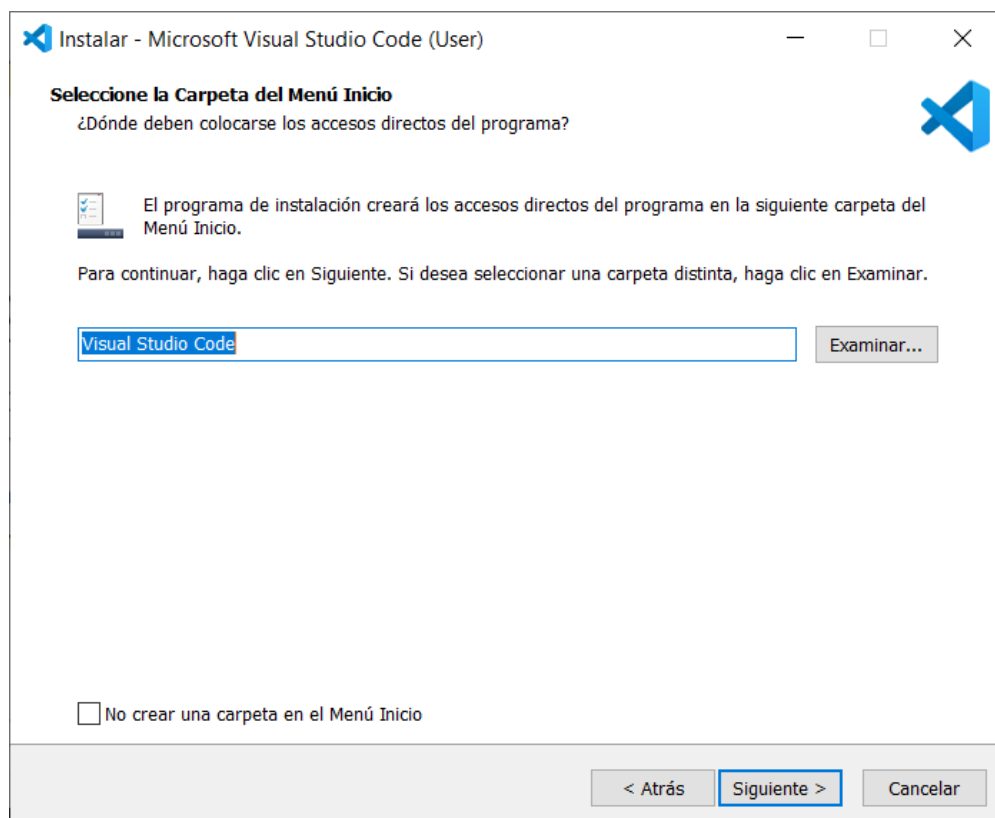 Instalar - Microsoft Visual Studio Code (User)
Seleccione la Carpeta del Menú Inicio
¿Dónde deben colocarse los accesos directos del programa?
El programa de instalación creará los accesos directos del programa en la siguiente carpeta del
Menú Inicio.
Para continuar, haga clic en Siguiente. Si desea seleccionar una carpeta distinta, haga clic en Examinar.
Visual Studio Code
Examinar...
No crear una carpeta en el Menú Inicio
< Atrás
Siguiente >
Cancelar